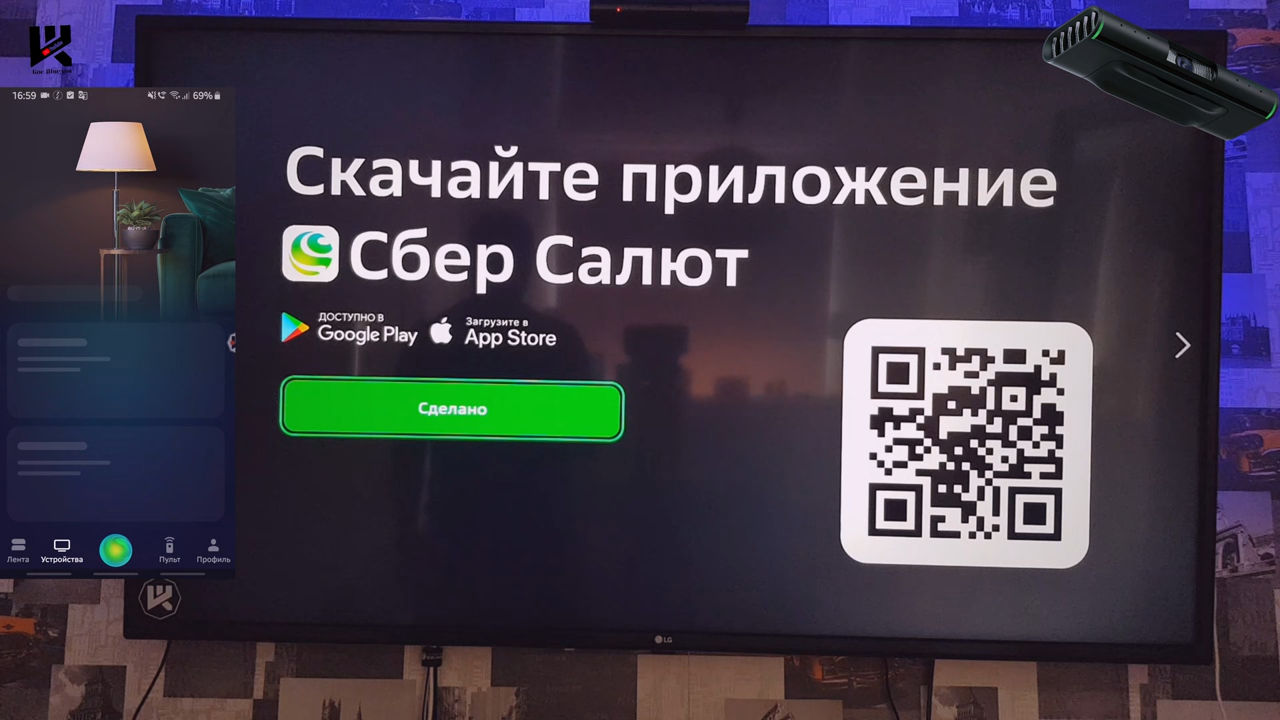 16:59
69%
Скачайте приложение
Сбер Салют
ДОСТУПНО В
Google Play
Загрузите в
App Store
Сделано
Лента
Устройства
Пульт
Профиль
LG